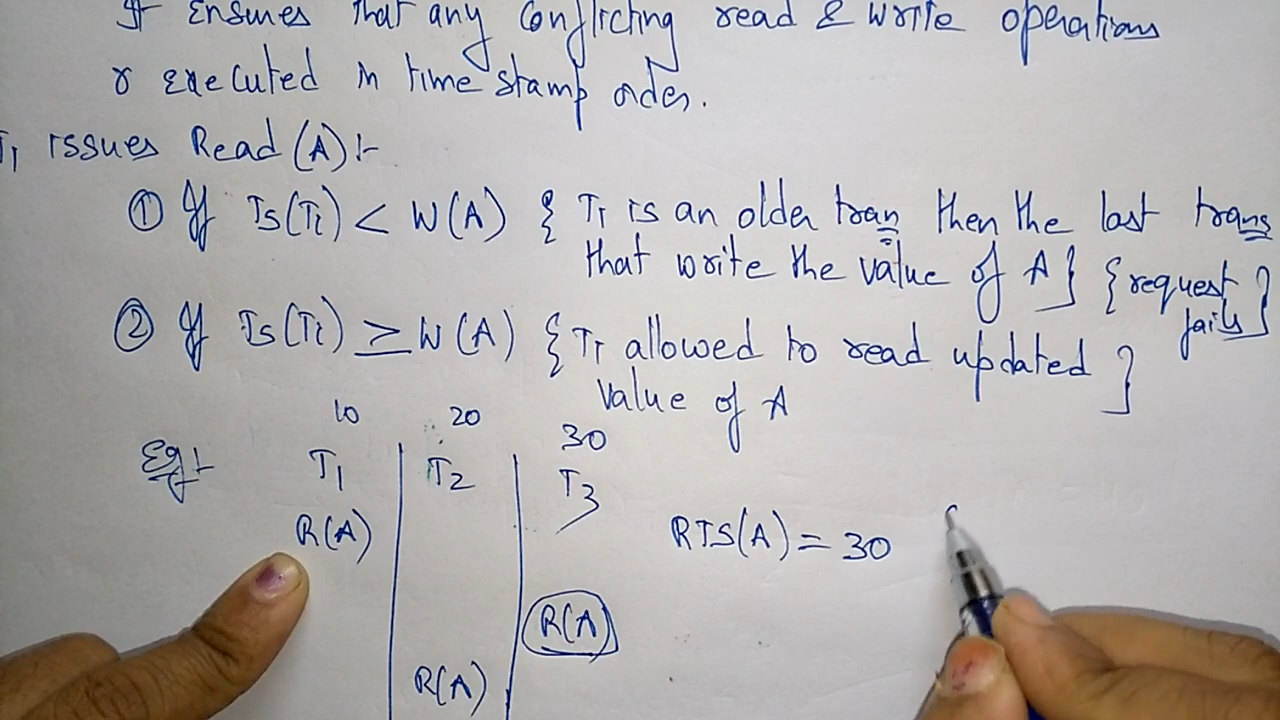 It Ensures that any Conflicting read & write operations
r executed in time stamp order.
Ti issues Read (A):-
① If Ts(Ti) < W(A) { Ti is an older tran then the last trans
that write the value of A} {request
fails}
② If Ts(Ti) ≥ W(A) { Ti allowed to read updated }
value of A
10 20 30
Eg:- T1 T2 T3
R(A) RTS(A) = 30
R(A)
R(A)